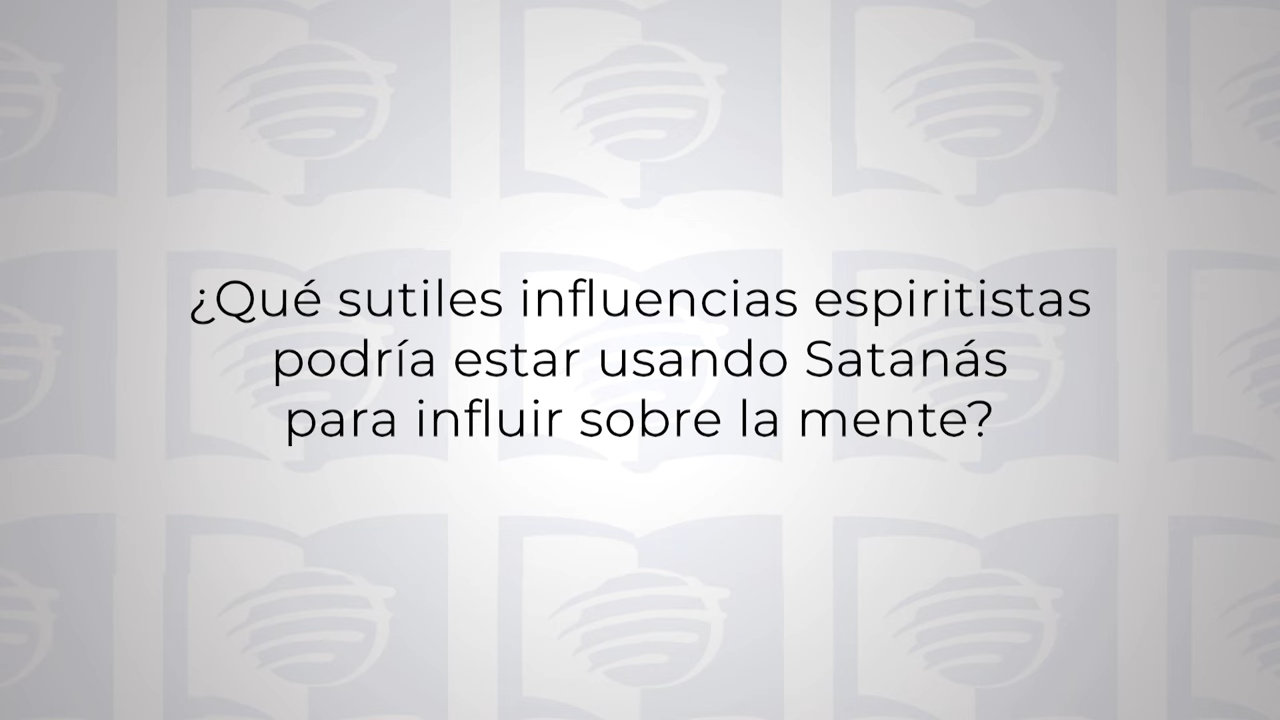 ¿Qué sutiles influencias espiritistas
podría estar usando Satanás
para influir sobre la mente?